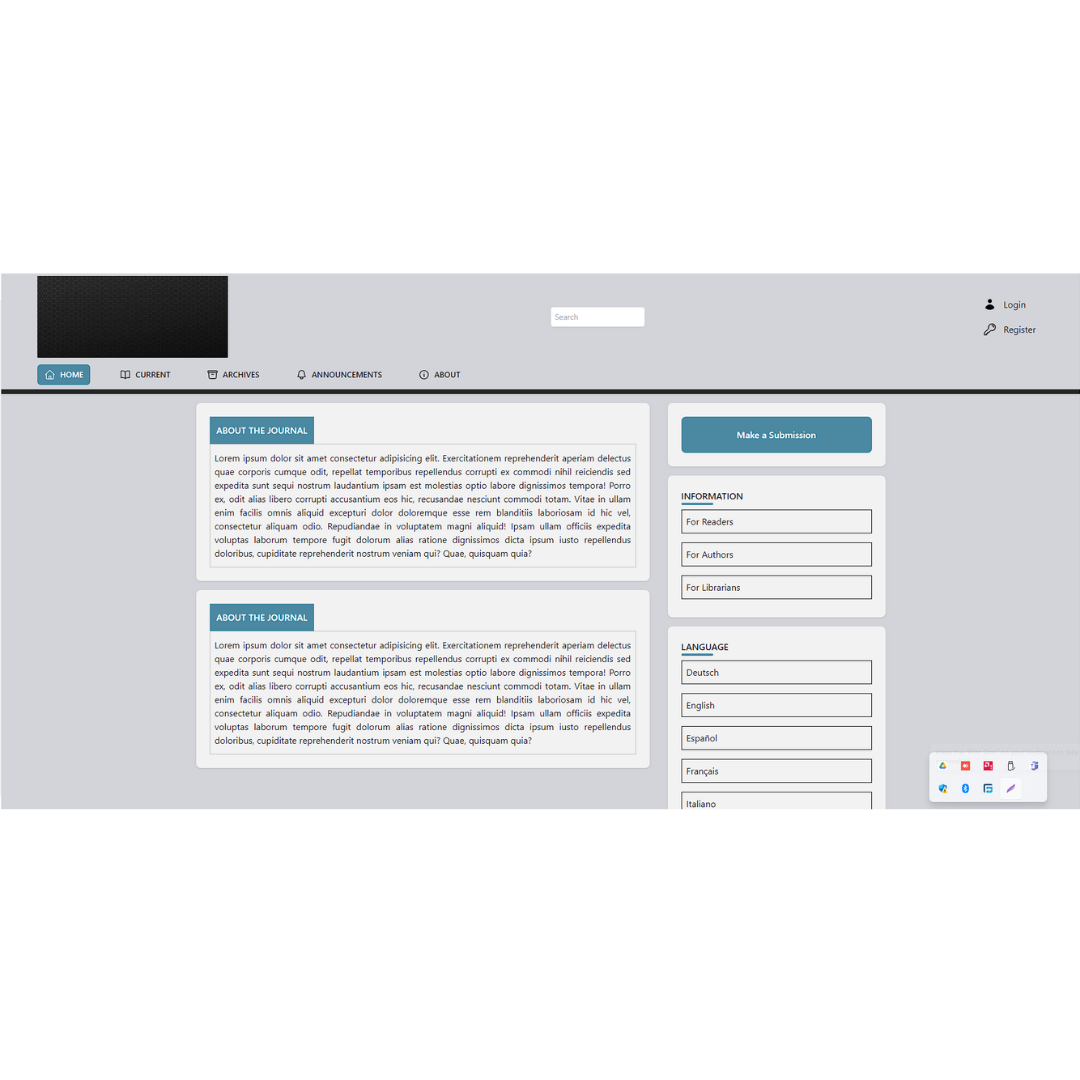 Search
Login
Register
HOME
CURRENT
ARCHIVES
ANNOUNCEMENTS
ABOUT
ABOUT THE JOURNAL
Lorem ipsum dolor sit amet consectetur adipisicing elit. Exercitationem reprehenderit aperiam delectus
quae corporis cumque odit, repellat temporibus repellendus corrupti ex commodi nihil reiciendis sed
expedita sunt sequi nostrum laudantium ipsam est molestias optio labore dignissimos tempora! Porro
ex, odit alias libero corrupti accusantium eos hic, recusandae nesciunt commodi totam. Vitae in ullam
enim facilis omnis aliquid excepturi dolor doloremque esse rem blanditiis laboriosam id hic vel,
consectetur aliquam odio. Repudiandae in voluptatem magni aliquid! Ipsam ullam officiis expedita
voluptas laborum tempore fugit dolorum alias ratione dignissimos dicta ipsum iusto repellendus
doloribus, cupiditate reprehenderit nostrum veniam qui? Quae, quisquam quia?
ABOUT THE JOURNAL
Lorem ipsum dolor sit amet consectetur adipisicing elit. Exercitationem reprehenderit aperiam delectus
quae corporis cumque odit, repellat temporibus repellendus corrupti ex commodi nihil reiciendis sed
expedita sunt sequi nostrum laudantium ipsam est molestias optio labore dignissimos tempora! Porro
ex, odit alias libero corrupti accusantium eos hic, recusandae nesciunt commodi totam. Vitae in ullam
enim facilis omnis aliquid excepturi dolor doloremque esse rem blanditiis laboriosam id hic vel,
consectetur aliquam odio. Repudiandae in voluptatem magni aliquid! Ipsam ullam officiis expedita
voluptas laborum tempore fugit dolorum alias ratione dignissimos dicta ipsum iusto repellendus
doloribus, cupiditate reprehenderit nostrum veniam qui? Quae, quisquam quia?
Make a Submission
INFORMATION
For Readers
For Authors
For Librarians
LANGUAGE
Deutsch
English
Español
Français
Italiano